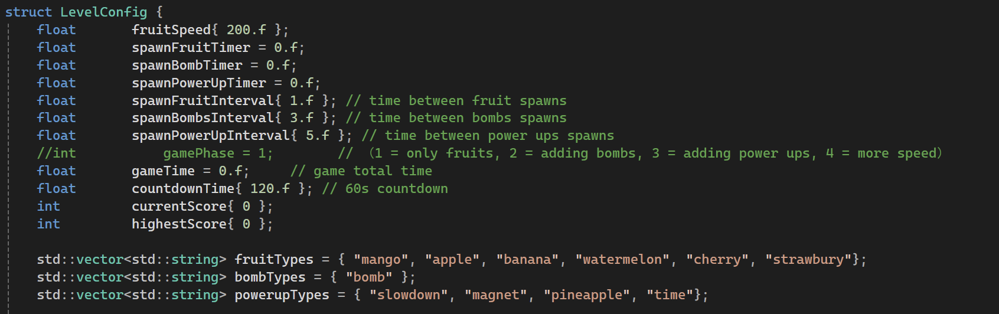 struct LevelConfig {
float fruitSpeed{ 200.f };
float spawnFruitTimer = 0.f;
float spawnBombTimer = 0.f;
float spawnPowerUpTimer = 0.f;
float spawnFruitInterval{ 1.f }; // time between fruit spawns
float spawnBombsInterval{ 3.f }; // time between bombs spawns
float spawnPowerUpInterval{ 5.f }; // time between power ups spawns
//int gamePhase = 1; // （1 = only fruits, 2 = adding bombs, 3 = adding power ups, 4 = more speed）
float gameTime = 0.f; // game total time
float countdownTime{ 120.f }; // 60s countdown
int currentScore{ 0 };
int highestScore{ 0 };
std::vector<std::string> fruitTypes = { "mango", "apple", "banana", "watermelon", "cherry", "strawbury"};
std::vector<std::string> bombTypes = { "bomb" };
std::vector<std::string> powerupTypes = { "slowdown", "magnet", "pineapple", "time"};